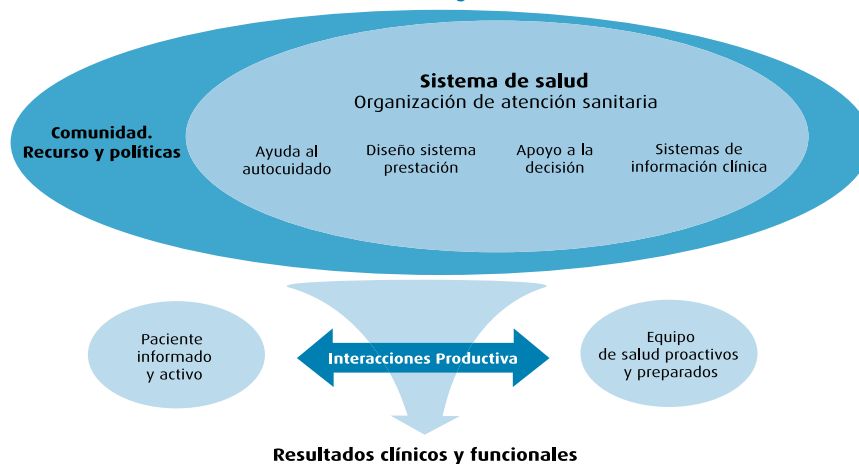 Sistema de salud
Organización de atención sanitaria
Comunidad.
Recurso y políticas
Ayuda al
autocuidado
Diseño sistema
prestación
Apoyo a la
decisión
Sistemas de
información clínica
Paciente
informado
y activo
Interacciones Productiva
Equipo
de salud proactivos
y preparados
Resultados clínicos y funcionales